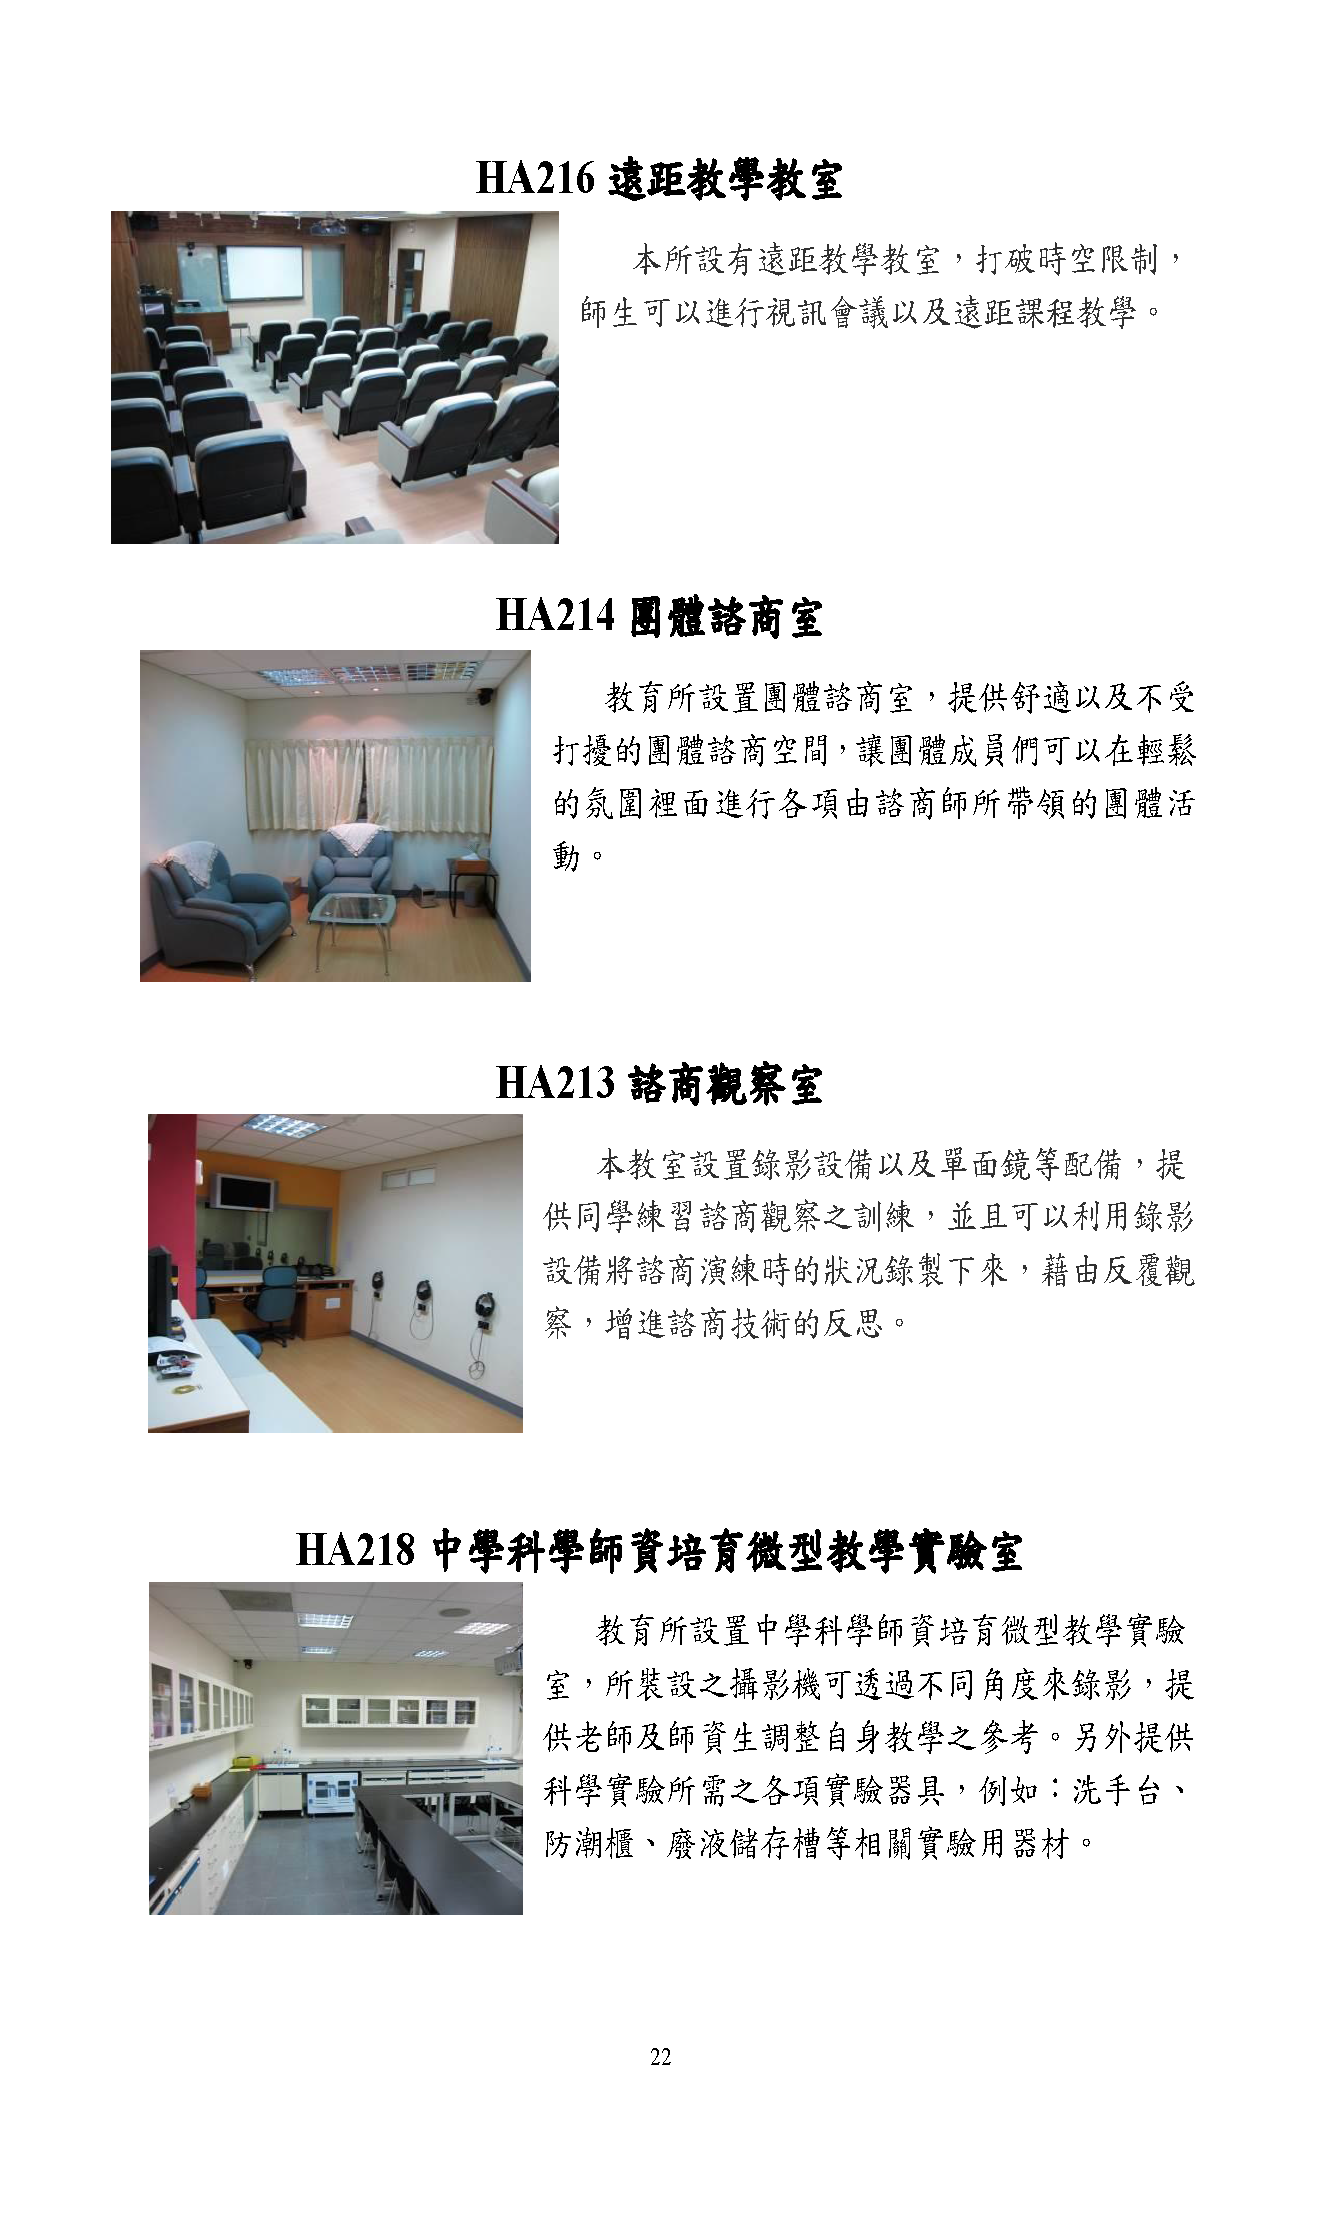 HA216 遠距教學教室
本所設有遠距教學教室，打破時空限制，
師生可以進行視訊會議以及遠距課程教學。
HA214 團體諮商室
教育所設置團體諮商室，提供舒適以及不受
打擾的團體諮商空間，讓團體成員們可以在輕鬆
的氛圍裡面進行各項由諮商師所帶領的團體活
動。
HA213 諮商觀察室
本教室設置錄影設備以及單面鏡等配備，提
供同學練習諮商觀察之訓練，並且可以利用錄影
設備將諮商演練時的狀況錄製下來，藉由反覆觀
察，增進諮商技術的反思。
HA218 中學科學師資培育微型教學實驗室
教育所設置中學科學師資培育微型教學實驗
室，所裝設之攝影機可透過不同角度來錄影，提
供老師及師資生調整自身教學之參考。另外提供
科學實驗所需之各項實驗器具，例如：洗手台、
防潮櫃、廢液儲存槽等相關實驗用器材。
22